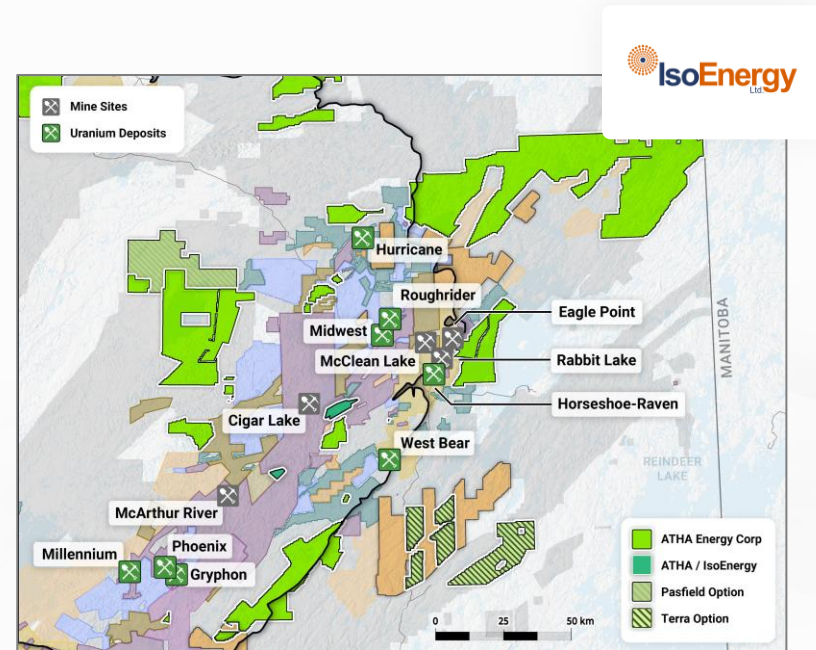 IsoEnergy
Ltd.
Mine Sites
Uranium Deposits
Hurricane
Roughrider
Eagle Point
Midwest
McClean Lake
Rabbit Lake
MANITOBA
Horseshoe-Raven
Cigar Lake
West Bear
REINDEER
LAKE
McArthur River
Phoenix
Millennium
Gryphon
ATHA Energy Corp
ATHA / IsoEnergy
Pasfield Option
Terra Option
0 25 50 km